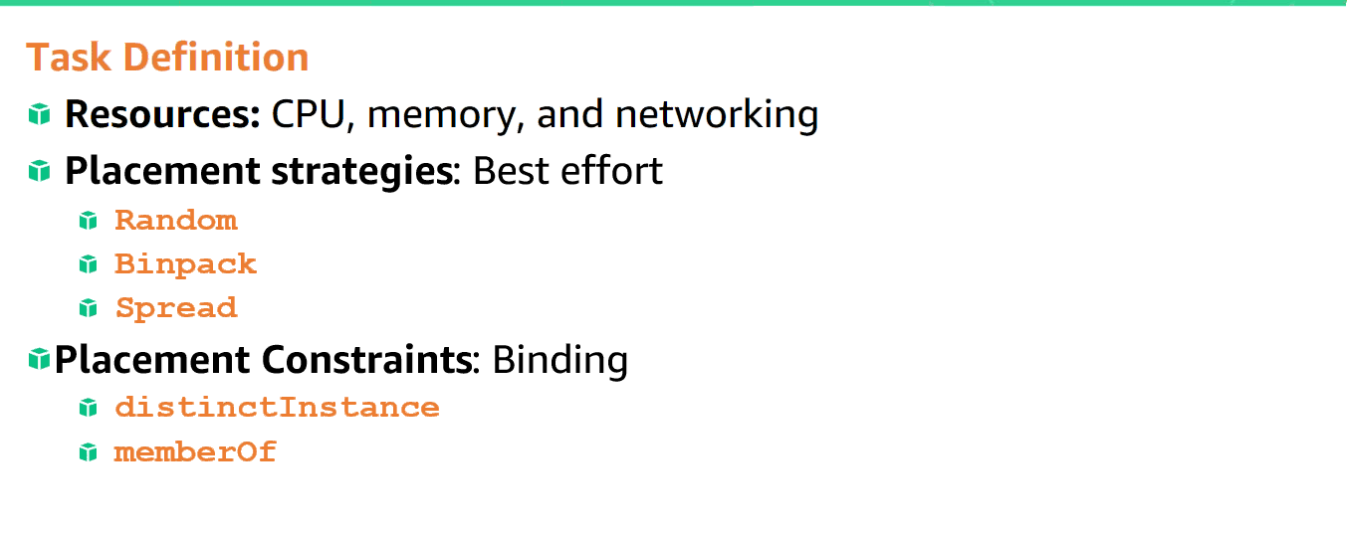 Task Definition
Resources: CPU, memory, and networking
Placement strategies: Best effort
Random
Binpack
Spread
Placement Constraints: Binding
distinctInstance
memberOf